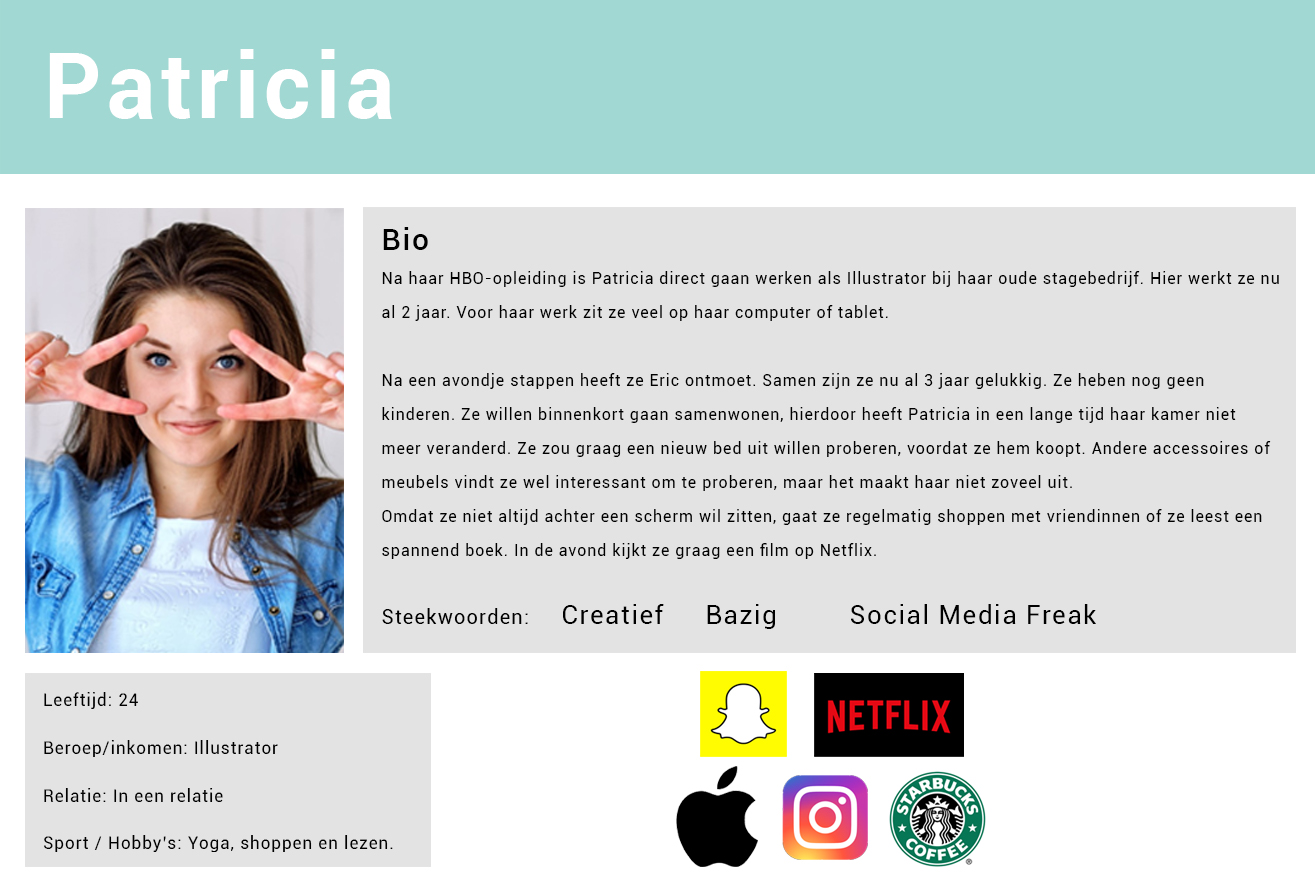 Patricia
Bio
Na haar HBO-opleiding is Patricia direct gaan werken als Illustrator bij haar oude stagebedrijf. Hier werkt ze nu
al 2 jaar. Voor haar werk zit ze veel op haar computer of tablet.
Na een avondje stappen heeft ze Eric ontmoet. Samen zijn ze nu al 3 jaar gelukkig. Ze heben nog geen
kinderen. Ze willen binnenkort gaan samenwonen, hierdoor heeft Patricia in een lange tijd haar kamer niet
meer veranderd. Ze zou graag een nieuw bed uit willen proberen, voordat ze hem koopt. Andere accessoires of
meubels vindt ze wel interessant om te proberen, maar het maakt haar niet zoveel uit.
Omdat ze niet altijd achter een scherm wil zitten, gaat ze regelmatig shoppen met vriendinnen of ze leest een
spannend boek. In de avond kijkt ze graag een film op Netflix.
Steekwoorden: Creatief Bazig Social Media Freak
Leeftijd: 24
Beroep/inkomen: Illustrator
Relatie: In een relatie
Sport / Hobby's: Yoga, shoppen en lezen.
NETFLIX
STARBUCKS
COFFEE
®